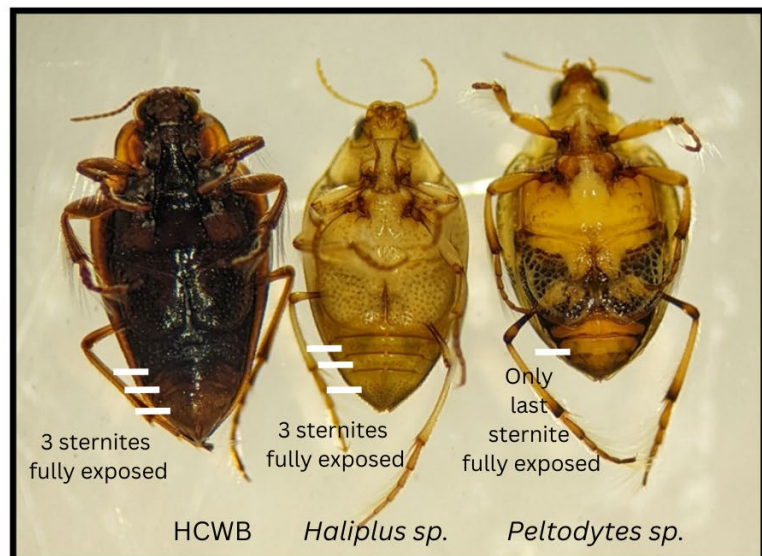 3 sternites
fully exposed
3 sternites
fully exposed
Only
last
sternite
fully exposed
HCWB
Haliplus sp.
Peltodytes sp.